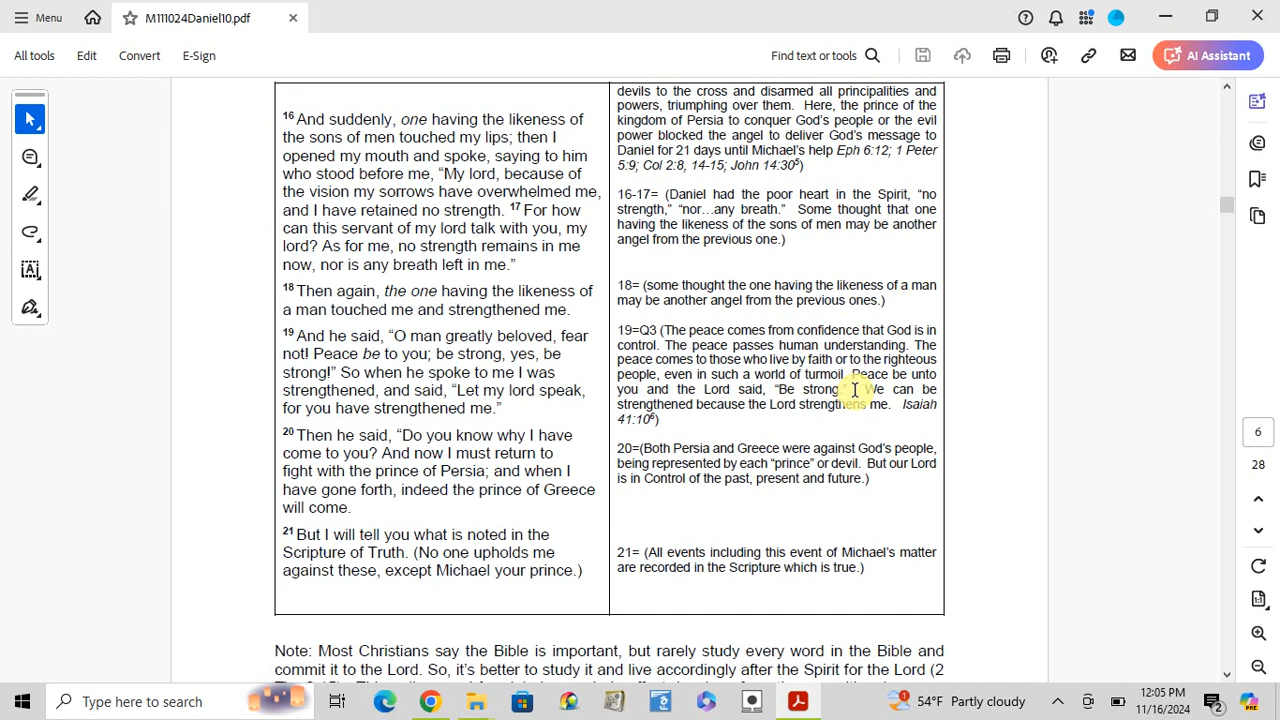 Menu
M111024Daniel10.pdf
All tools
Edit
Convert
E-Sign
Find text or tools
AI Assistant
16 And suddenly, one having the likeness of
the sons of men touched my lips; then I
opened my mouth and spoke, saying to him
who stood before me, “My lord, because of
the vision my sorrows have overwhelmed me,
and I have retained no strength. 17 For how
can this servant of my lord talk with you, my
lord? As for me, no strength remains in me
now, nor is any breath left in me.”
18 Then again, the one having the likeness of
a man touched me and strengthened me.
19 And he said, “O man greatly beloved, fear
not! Peace be to you; be strong, yes, be
strong!” So when he spoke to me I was
strengthened, and said, “Let my lord speak,
for you have strengthened me.”
20 Then he said, “Do you know why I have
come to you? And now I must return to
fight with the prince of Persia; and when I
have gone forth, indeed the prince of Greece
will come.
21 But I will tell you what is noted in the
Scripture of Truth. (No one upholds me
against these, except Michael your prince.)
devils to the cross and disarmed all principalities and
powers, triumphing over them. Here, the prince of the
kingdom of Persia to conquer God’s people or the evil
power blocked the angel to deliver God’s message to
Daniel for 21 days until Michael’s help Eph 6:12; 1 Peter
5:9; Col 2:8, 14-15; John 14:30⁵)
16-17= (Daniel had the poor heart in the Spirit, “no
strength,” “nor…any breath.” Some thought that one
having the likeness of the sons of men may be another
angel from the previous one.)
18= (some thought the one having the likeness of a man
may be another angel from the previous ones.)
19=Q3 (The peace comes from confidence that God is in
control. The peace passes human understanding. The
peace comes to those who live by faith or to the righteous
people, even in such a world of turmoil. Peace be unto
you and the Lord said, “Be strong.” We can be
strengthened because the Lord strengthens me. Isaiah
41:10⁶)
20=(Both Persia and Greece were against God’s people,
being represented by each “prince” or devil. But our Lord
is in Control of the past, present and future.)
21= (All events including this event of Michael’s matter
are recorded in the Scripture which is true.)
Note: Most Christians say the Bible is important, but rarely study every word in the Bible and
commit it to the Lord. So, it’s better to study it and live accordingly after the Spirit for the Lord (2
6
28
1:1
Type here to search
1
54°F Partly cloudy
12:05 PM
11/16/2024
2
PRE